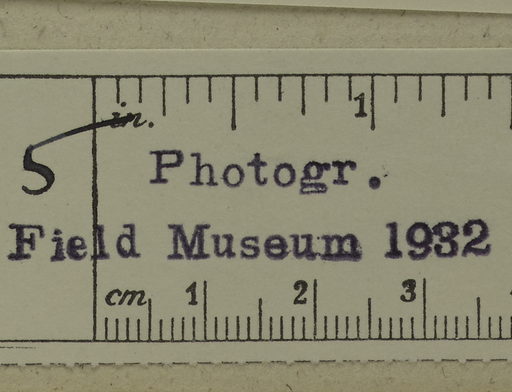 in. 1
5 Photogr.
Field Museum 1932
cm 1 2 3